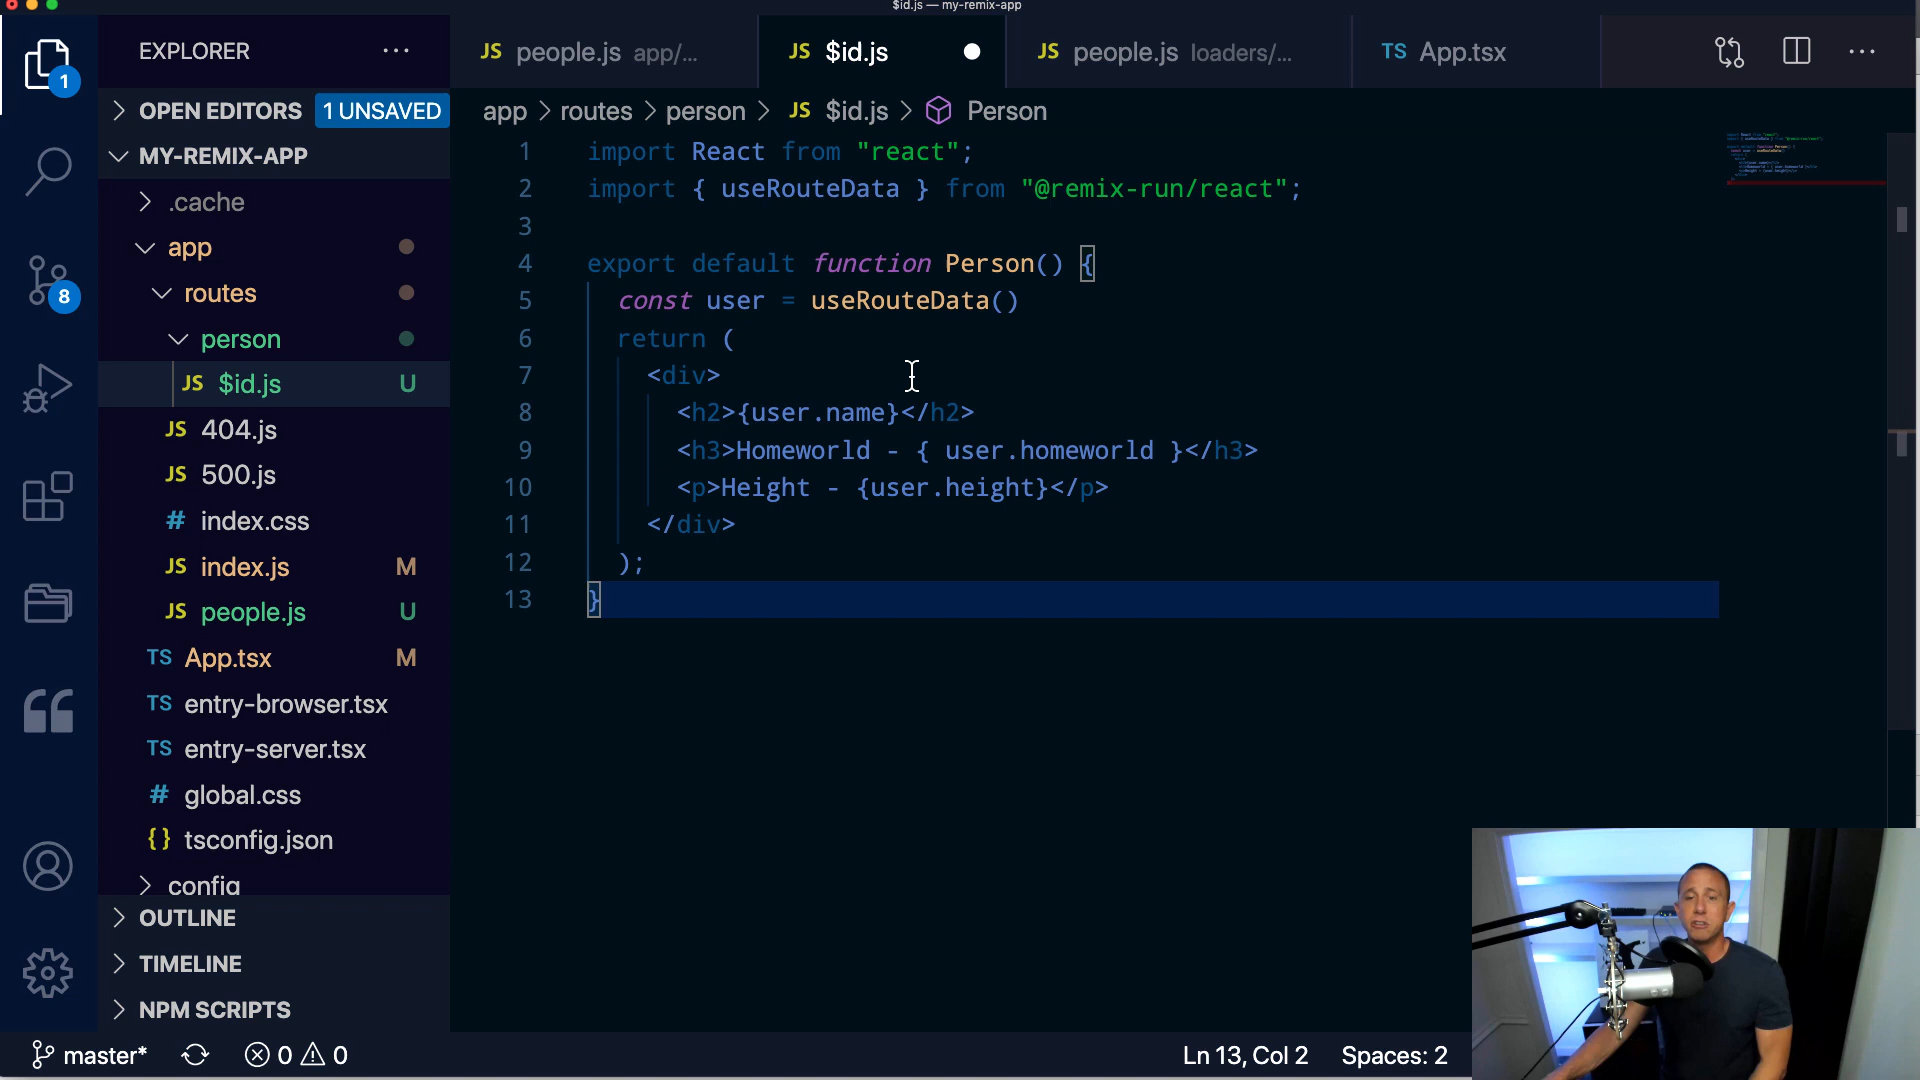 $id.js — my-remix-app
EXPLORER
JS people.js app/...
JS $id.js
JS people.js loaders/...
TS App.tsx
1
OPEN EDITORS 1 UNSAVED
app > routes > person > JS $id.js > Person
MY-REMIX-APP
.cache
app
routes
person
JS $id.js U
JS 404.js
JS 500.js
# index.css
JS index.js M
JS people.js U
TS App.tsx M
TS entry-browser.tsx
TS entry-server.tsx
# global.css
{} tsconfig.json
config
OUTLINE
TIMELINE
NPM SCRIPTS
8
1 import React from "react";
2 import { useRouteData } from "@remix-run/react";
3
4 export default function Person() {
5 const user = useRouteData()
6 return (
7 <div>
8 <h2>{user.name}</h2>
9 <h3>Homeworld - { user.homeworld }</h3>
10 <p>Height - {user.height}</p>
11 </div>
12 );
13 }
master* 0 0
Ln 13, Col 2 Spaces: 2